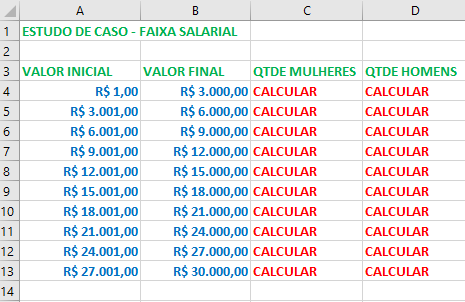 A B C D
1 ESTUDO DE CASO - FAIXA SALARIAL
2
3 VALOR INICIAL VALOR FINAL QTDE MULHERES QTDE HOMENS
4 R$ 1,00 R$ 3.000,00 CALCULAR CALCULAR
5 R$ 3.001,00 R$ 6.000,00 CALCULAR CALCULAR
6 R$ 6.001,00 R$ 9.000,00 CALCULAR CALCULAR
7 R$ 9.001,00 R$ 12.000,00 CALCULAR CALCULAR
8 R$ 12.001,00 R$ 15.000,00 CALCULAR CALCULAR
9 R$ 15.001,00 R$ 18.000,00 CALCULAR CALCULAR
10 R$ 18.001,00 R$ 21.000,00 CALCULAR CALCULAR
11 R$ 21.001,00 R$ 24.000,00 CALCULAR CALCULAR
12 R$ 24.001,00 R$ 27.000,00 CALCULAR CALCULAR
13 R$ 27.001,00 R$ 30.000,00 CALCULAR CALCULAR
14